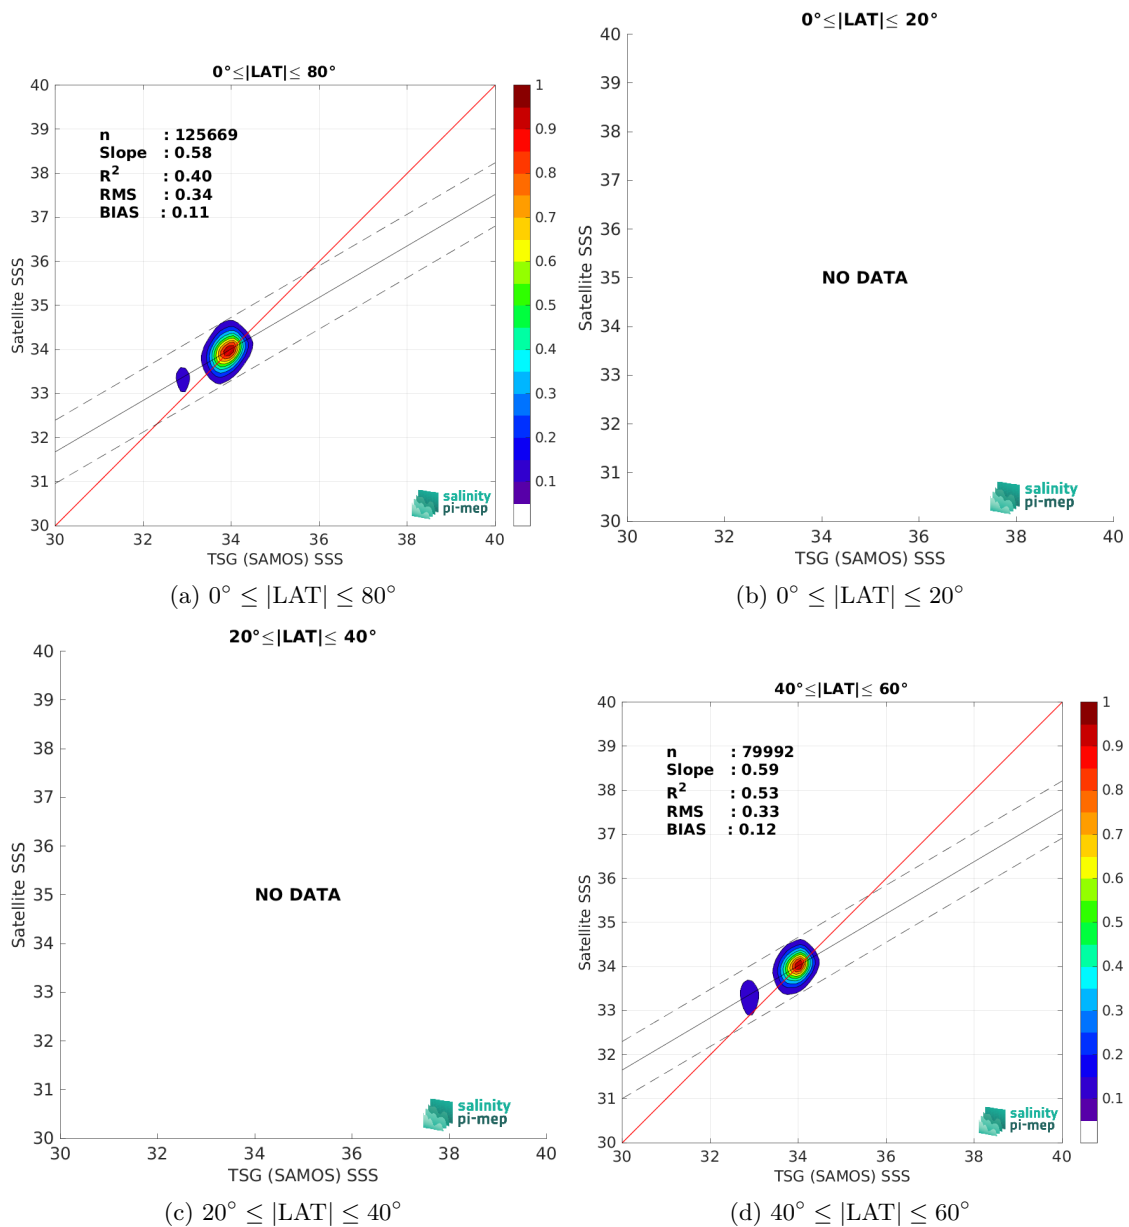 0°≤|LAT|≤ 80°
n : 125669
Slope : 0.58
R² : 0.40
RMS : 0.34
BIAS : 0.11
Satellite SSS
40
39
38
37
36
35
34
33
32
31
30
30 32 34 36 38 40
TSG (SAMOS) SSS
1
0.9
0.8
0.7
0.6
0.5
0.4
0.3
0.2
0.1
salinity
pi-mep
(a) 0° ≤ |LAT| ≤ 80°
0°≤|LAT|≤ 20°
Satellite SSS
40
39
38
37
36
35
34
33
32
31
30
NO DATA
salinity
pi-mep
30 32 34 36 38 40
TSG (SAMOS) SSS
(b) 0° ≤ |LAT| ≤ 20°
20°≤|LAT|≤ 40°
Satellite SSS
40
39
38
37
36
35
34
33
32
31
30
NO DATA
salinity
pi-mep
30 32 34 36 38 40
TSG (SAMOS) SSS
(c) 20° ≤ |LAT| ≤ 40°
40°≤|LAT|≤ 60°
n : 79992
Slope : 0.59
R² : 0.53
RMS : 0.33
BIAS : 0.12
Satellite SSS
40
39
38
37
36
35
34
33
32
31
30
30 32 34 36 38 40
TSG (SAMOS) SSS
1
0.9
0.8
0.7
0.6
0.5
0.4
0.3
0.2
0.1
salinity
pi-mep
(d) 40° ≤ |LAT| ≤ 60°